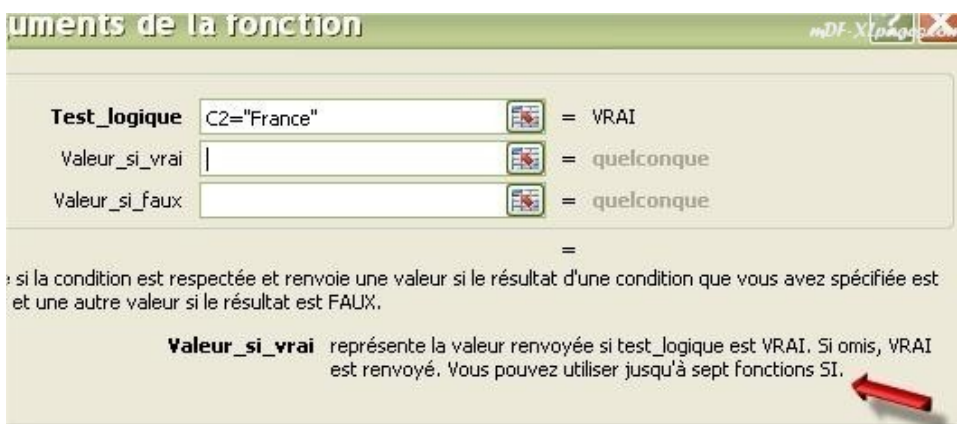 uments de la fonction
mDF-XLpages.com
Test_logique C2="France" = VRAI
Valeur_si_vrai = quelconque
Valeur_si_faux = quelconque
=
si la condition est respectée et renvoie une valeur si le résultat d'une condition que vous avez spécifiée est
et une autre valeur si le résultat est FAUX.
Valeur_si_vrai représente la valeur renvoyée si test_logique est VRAI. Si omis, VRAI
est renvoyé. Vous pouvez utiliser jusqu'à sept fonctions SI.